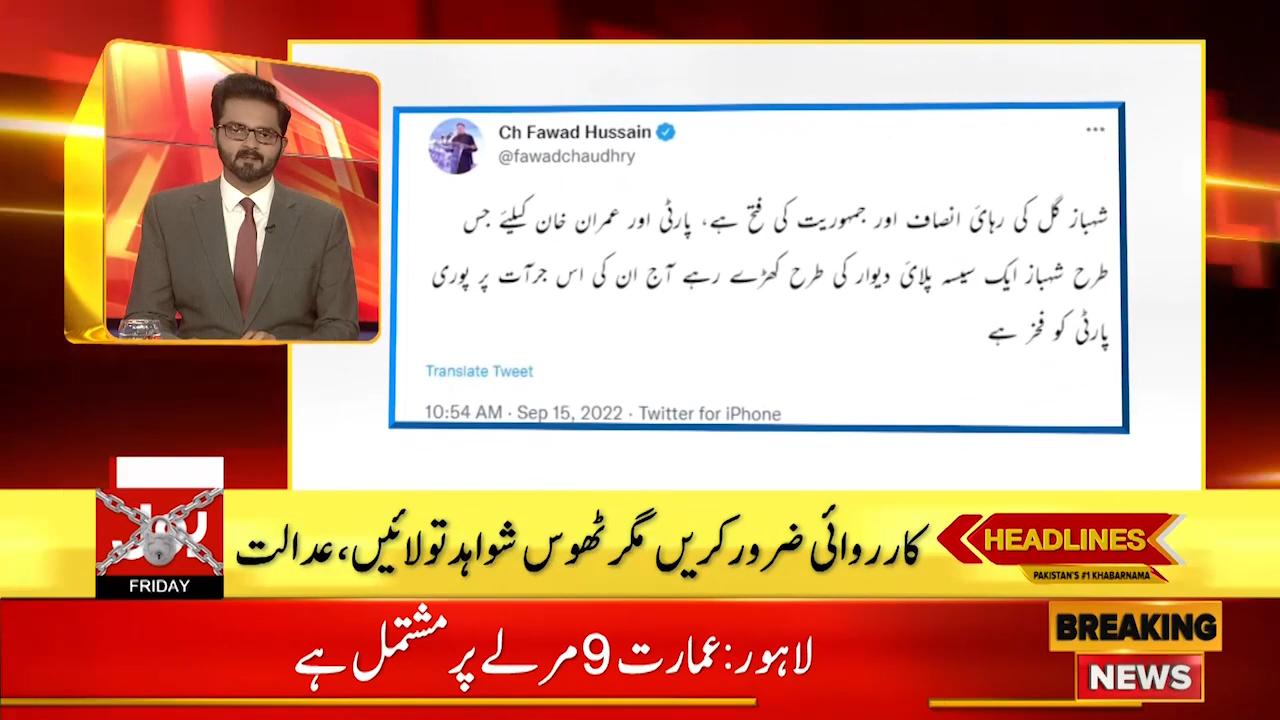 Ch Fawad Hussain
@fawadchaudhry
شہباز گل کی رہائ انصاف اور جمہوریت کی فتح ہے، پارٹی اور عمران خان کیلئے جس
طرح شہباز ایک سیسہ پلائ دیوار کی طرح کھڑے رہے آج ان کی اس جرآت پر پوری
پارٹی کو فخر ہے
Translate Tweet
10:54 AM · Sep 15, 2022 · Twitter for iPhone
کارروائی ضرور کریں مگر ٹھوس شواہد تو لائیں، عدالت
HEADLINES
PAKISTAN'S #1 KHABARNAMA
FRIDAY
لاہور: عمارت 9 مرلے پر مشتمل ہے
BREAKING
NEWS